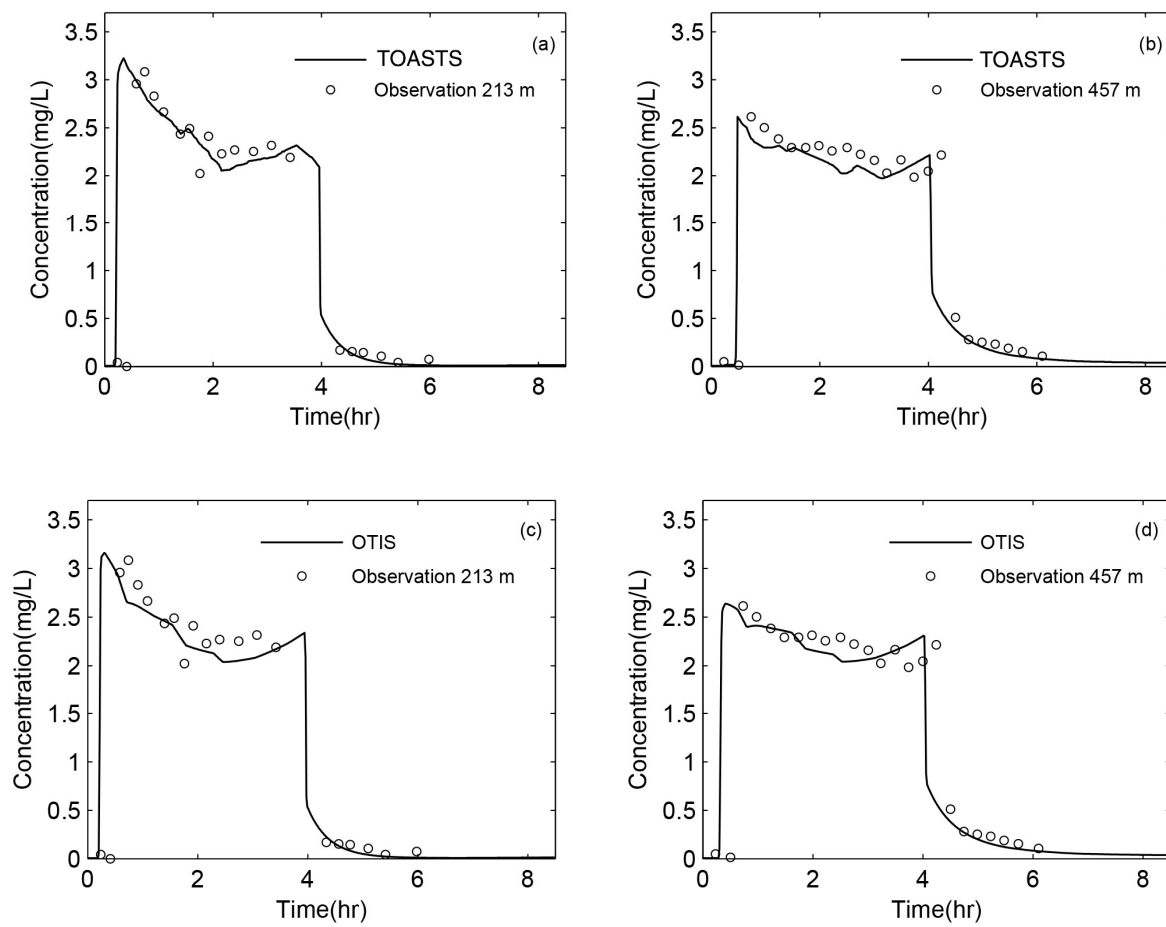 3.5
3
2.5
2
1.5
1
0.5
0
0 2 4 6 8
Concentration(mg/L)
Time(hr)
(a)
TOASTS
Observation 213 m
3.5
3
2.5
2
1.5
1
0.5
0
0 2 4 6 8
Concentration(mg/L)
Time(hr)
(b)
TOASTS
Observation 457 m
3.5
3
2.5
2
1.5
1
0.5
0
0 2 4 6 8
Concentration(mg/L)
Time(hr)
(c)
OTIS
Observation 213 m
3.5
3
2.5
2
1.5
1
0.5
0
0 2 4 6 8
Concentration(mg/L)
Time(hr)
(d)
OTIS
Observation 457 m